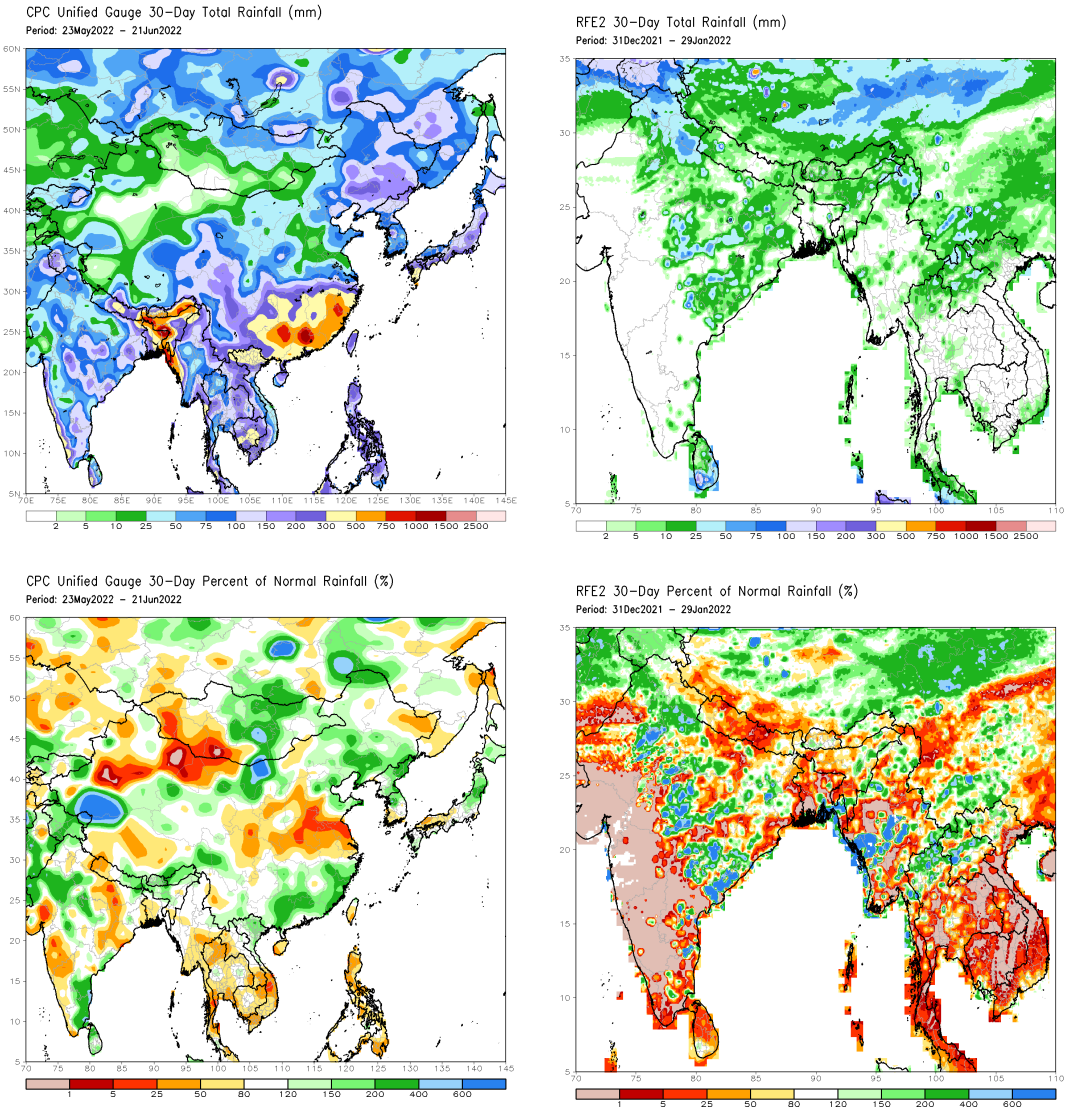 CPC Unified Gauge 30-Day Total Rainfall (mm)
Period: 23May2022 - 21Jun2022
60N
55N
50N
45N
40N
35N
30N
25N
20N
15N
10N
5N
70E 75E 80E 85E 90E 95E 100E 105E 110E 115E 120E 125E 130E 135E 140E 145E
2 5 10 25 50 75 100 150 200 300 500 750 1000 1500 2500
RFE2 30-Day Total Rainfall (mm)
Period: 31Dec2021 - 29Jan2022
35
30
25
20
15
10
5
70 75 80 85 90 95 100 105 110
2 5 10 25 50 75 100 150 200 300 500 750 1000 1500 2500
CPC Unified Gauge 30-Day Percent of Normal Rainfall (%)
Period: 23May2022 - 21Jun2022
60
55
50
45
40
35
30
25
20
15
10
5
70 75 80 85 90 95 100 105 110 115 120 125 130 135 140 145
1 5 25 50 80 120 150 200 400 600
RFE2 30-Day Percent of Normal Rainfall (%)
Period: 31Dec2021 - 29Jan2022
35
30
25
20
15
10
5
70 75 80 85 90 95 100 105 110
1 5 25 50 80 120 150 200 400 600